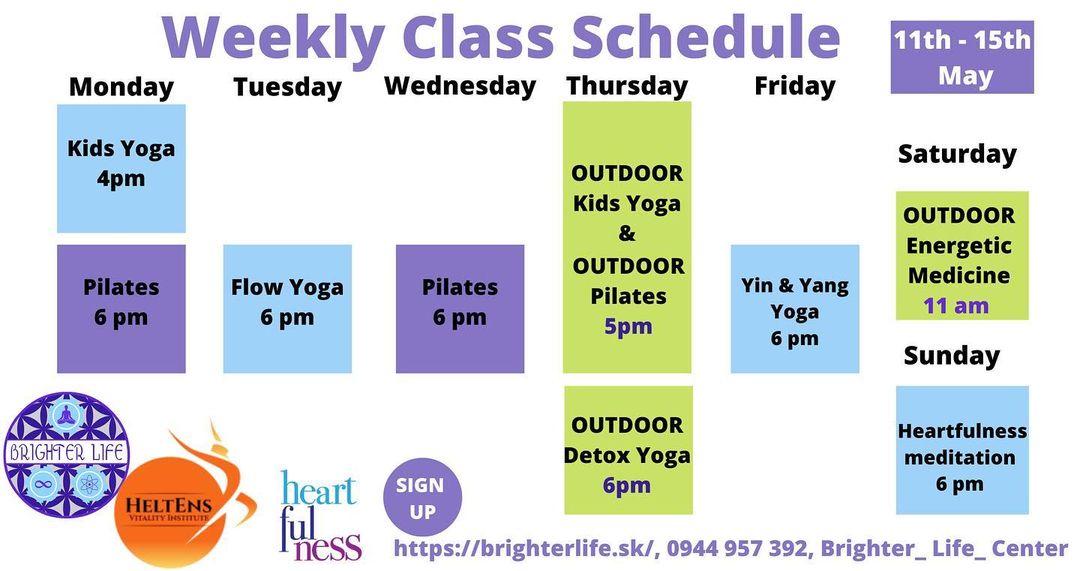 Weekly Class Schedule
11th - 15th
May
Monday
Tuesday
Wednesday
Thursday
Friday
Kids Yoga
4pm
Pilates
6 pm
Flow Yoga
6 pm
Pilates
6 pm
OUTDOOR
Kids Yoga
&
OUTDOOR
Pilates
5pm
OUTDOOR
Detox Yoga
6pm
Yin & Yang
Yoga
6 pm
Saturday
OUTDOOR
Energetic
Medicine
11 am
Sunday
Heartfulness
meditation
6 pm
BRIGHTER LIFE
HELTENS
VITALITY INSTITUTE
heart
ful
ness
SIGN
UP
https://brighterlife.sk/, 0944 957 392, Brighter_ Life_ Center